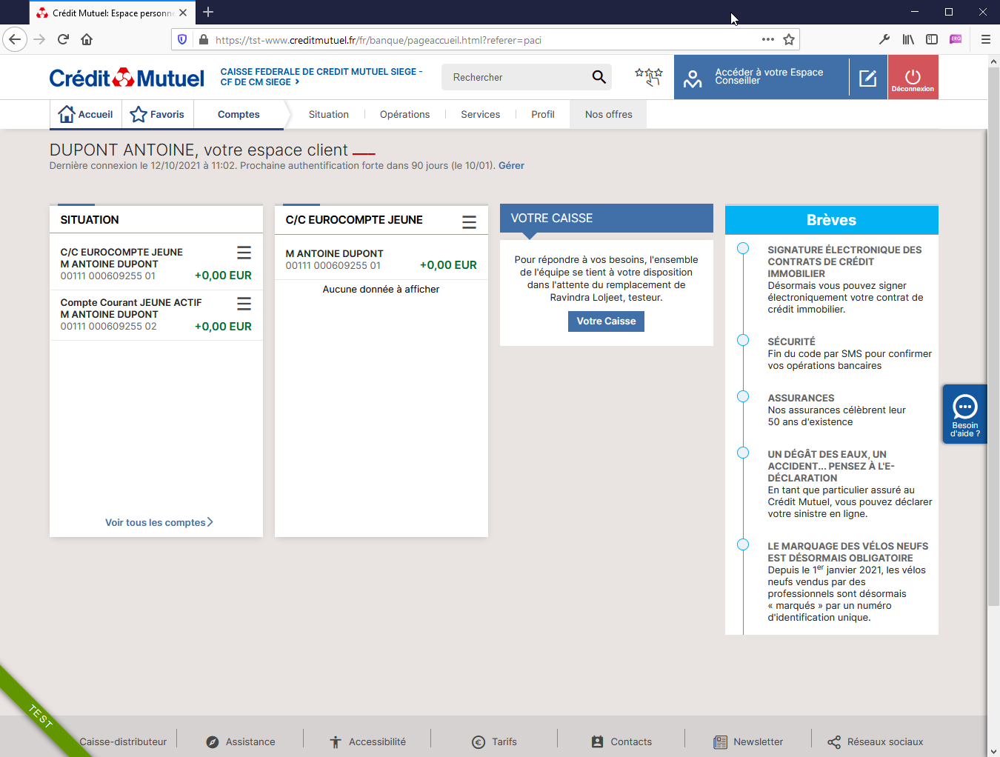 Crédit Mutuel: Espace personne
https://tst-www.creditmutuel.fr/fr/banque/pageaccueil.html?referer=paci
ERQ
Crédit Mutuel
CAISSE FEDERALE DE CREDIT MUTUEL SIEGE -
CF DE CM SIEGE
Rechercher
Accéder à votre Espace
Conseiller
Déconnexion
Accueil
Favoris
Comptes
Situation
Opérations
Services
Profil
Nos offres
DUPONT ANTOINE, votre espace client
Dernière connexion le 12/10/2021 à 11:02. Prochaine authentification forte dans 90 jours (le 10/01). Gérer
SITUATION
C/C EUROCOMPTE JEUNE
M ANTOINE DUPONT
00111 000609255 01
+0,00 EUR
Compte Courant JEUNE ACTIF
M ANTOINE DUPONT
00111 000609255 02
+0,00 EUR
Voir tous les comptes
C/C EUROCOMPTE JEUNE
M ANTOINE DUPONT
00111 000609255 01
+0,00 EUR
Aucune donnée à afficher
VOTRE CAISSE
Pour répondre à vos besoins, l'ensemble
de l'équipe se tient à votre disposition
dans l'attente du remplacement de
Ravindra Loljeet, testeur.
Votre Caisse
Brèves
SIGNATURE ÉLECTRONIQUE DES
CONTRATS DE CRÉDIT
IMMOBILIER
Désormais vous pouvez signer
électroniquement votre contrat de
crédit immobilier.
SÉCURITÉ
Fin du code par SMS pour confirmer
vos opérations bancaires
ASSURANCES
Nos assurances célèbrent leur
50 ans d'existence
UN DÉGÂT DES EAUX, UN
ACCIDENT... PENSEZ À L'E-
DÉCLARATION
En tant que particulier assuré au
Crédit Mutuel, vous pouvez déclarer
votre sinistre en ligne.
LE MARQUAGE DES VÉLOS NEUFS
EST DÉSORMAIS OBLIGATOIRE
Depuis le 1er janvier 2021, les vélos
neufs vendus par des
professionnels sont désormais
« marqués » par un numéro
d'identification unique.
Besoin
d'aide ?
TEST
Caisse-distributeur
Assistance
Accessibilité
Tarifs
Contacts
Newsletter
Réseaux sociaux